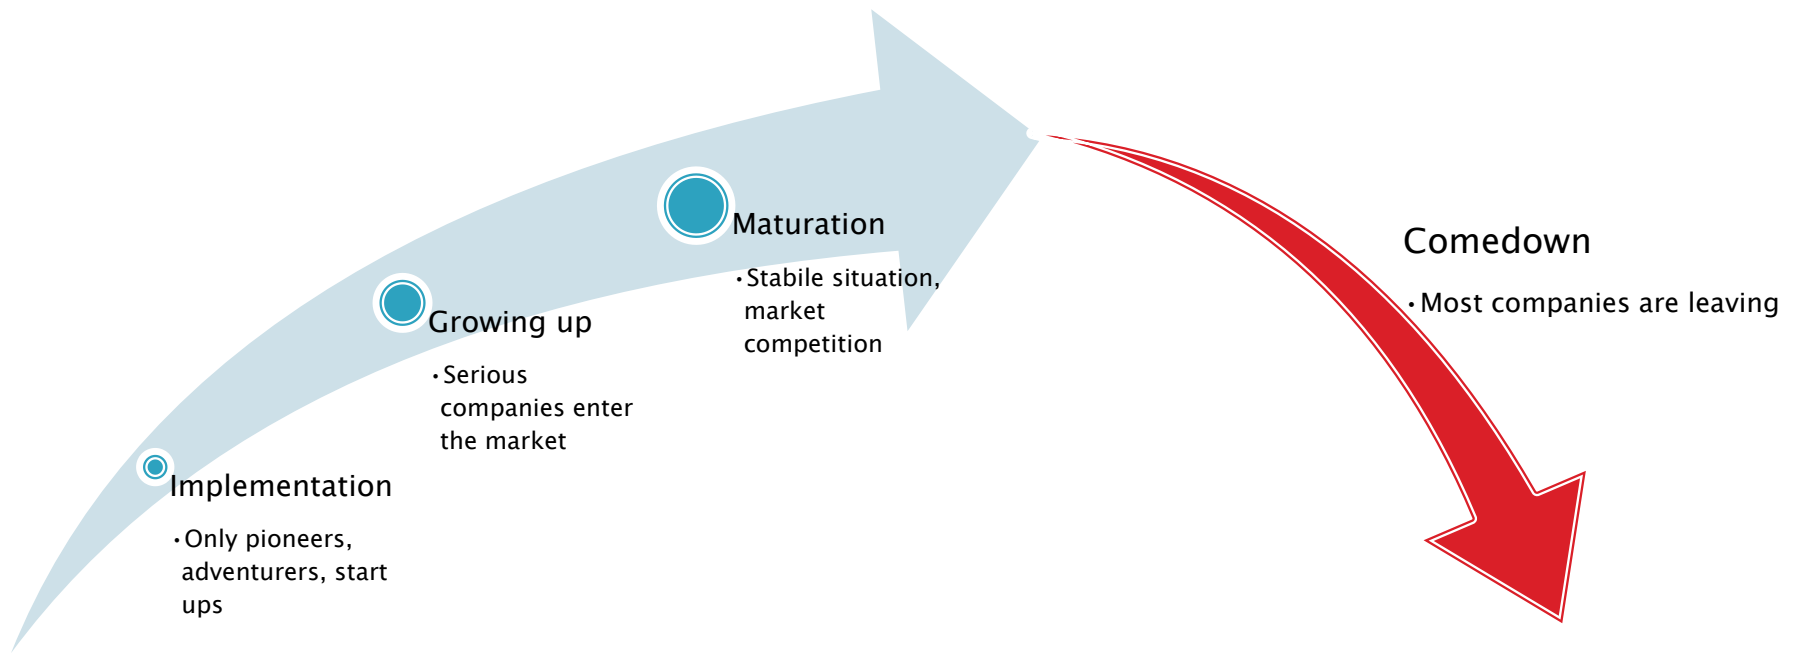 Implementation
•Only pioneers,
adventurers, start
ups
Growing up
•Serious
companies enter
the market
Maturation
•Stabile situation,
market
competition
Comedown
•Most companies are leaving